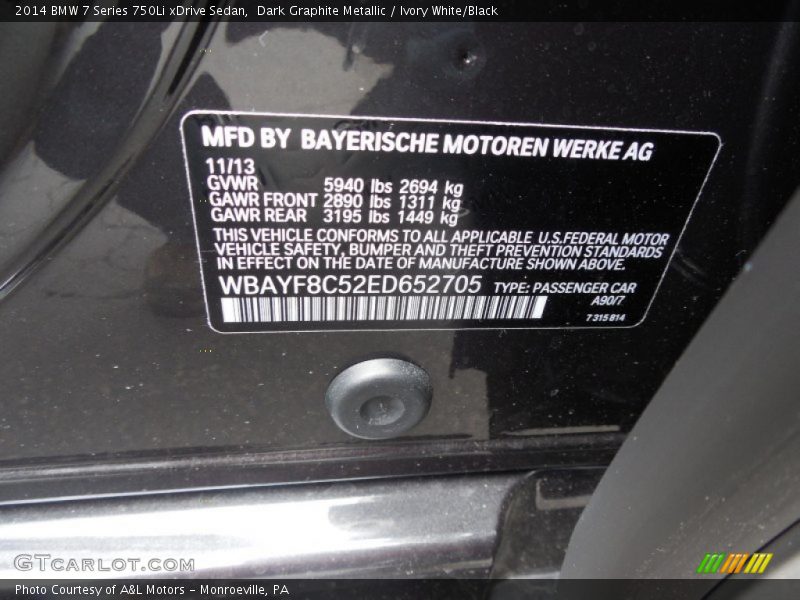 2014 BMW 7 Series 750Li xDrive Sedan,  Dark Graphite Metallic / Ivory White/Black
MFD BY BAYERISCHE MOTOREN WERKE AG
11/13
GVWR 5940 lbs 2694 kg
GAWR FRONT 2890 lbs 1311 kg
GAWR REAR 3195 lbs 1449 kg
THIS VEHICLE CONFORMS TO ALL APPLICABLE U.S.FEDERAL MOTOR
VEHICLE SAFETY, BUMPER AND THEFT PREVENTION STANDARDS
IN EFFECT ON THE DATE OF MANUFACTURE SHOWN ABOVE.
WBAYF8C52ED652705 TYPE: PASSENGER CAR
A90/7
7315814
GTCARLOT.COM
Photo Courtesy of A&L Motors – Monroeville, PA